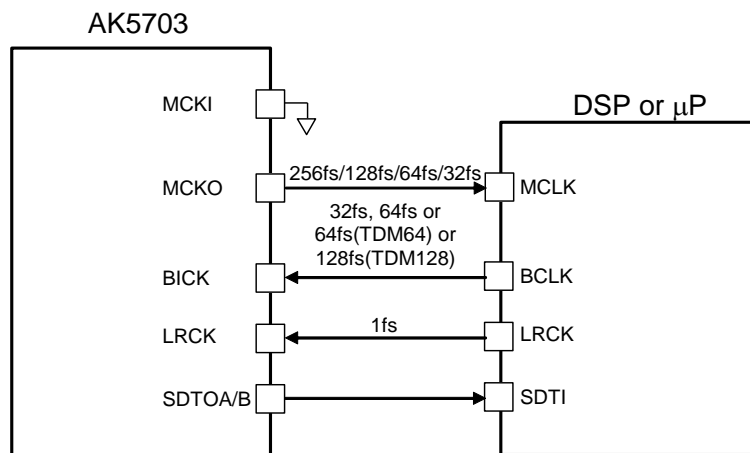 AK5703
DSP or μP
MCKI
MCKO
256fs/128fs/64fs/32fs
MCLK
32fs, 64fs or
64fs(TDM64) or
128fs(TDM128)
BICK
BCLK
LRCK
1fs
LRCK
SDTOA/B
SDTI